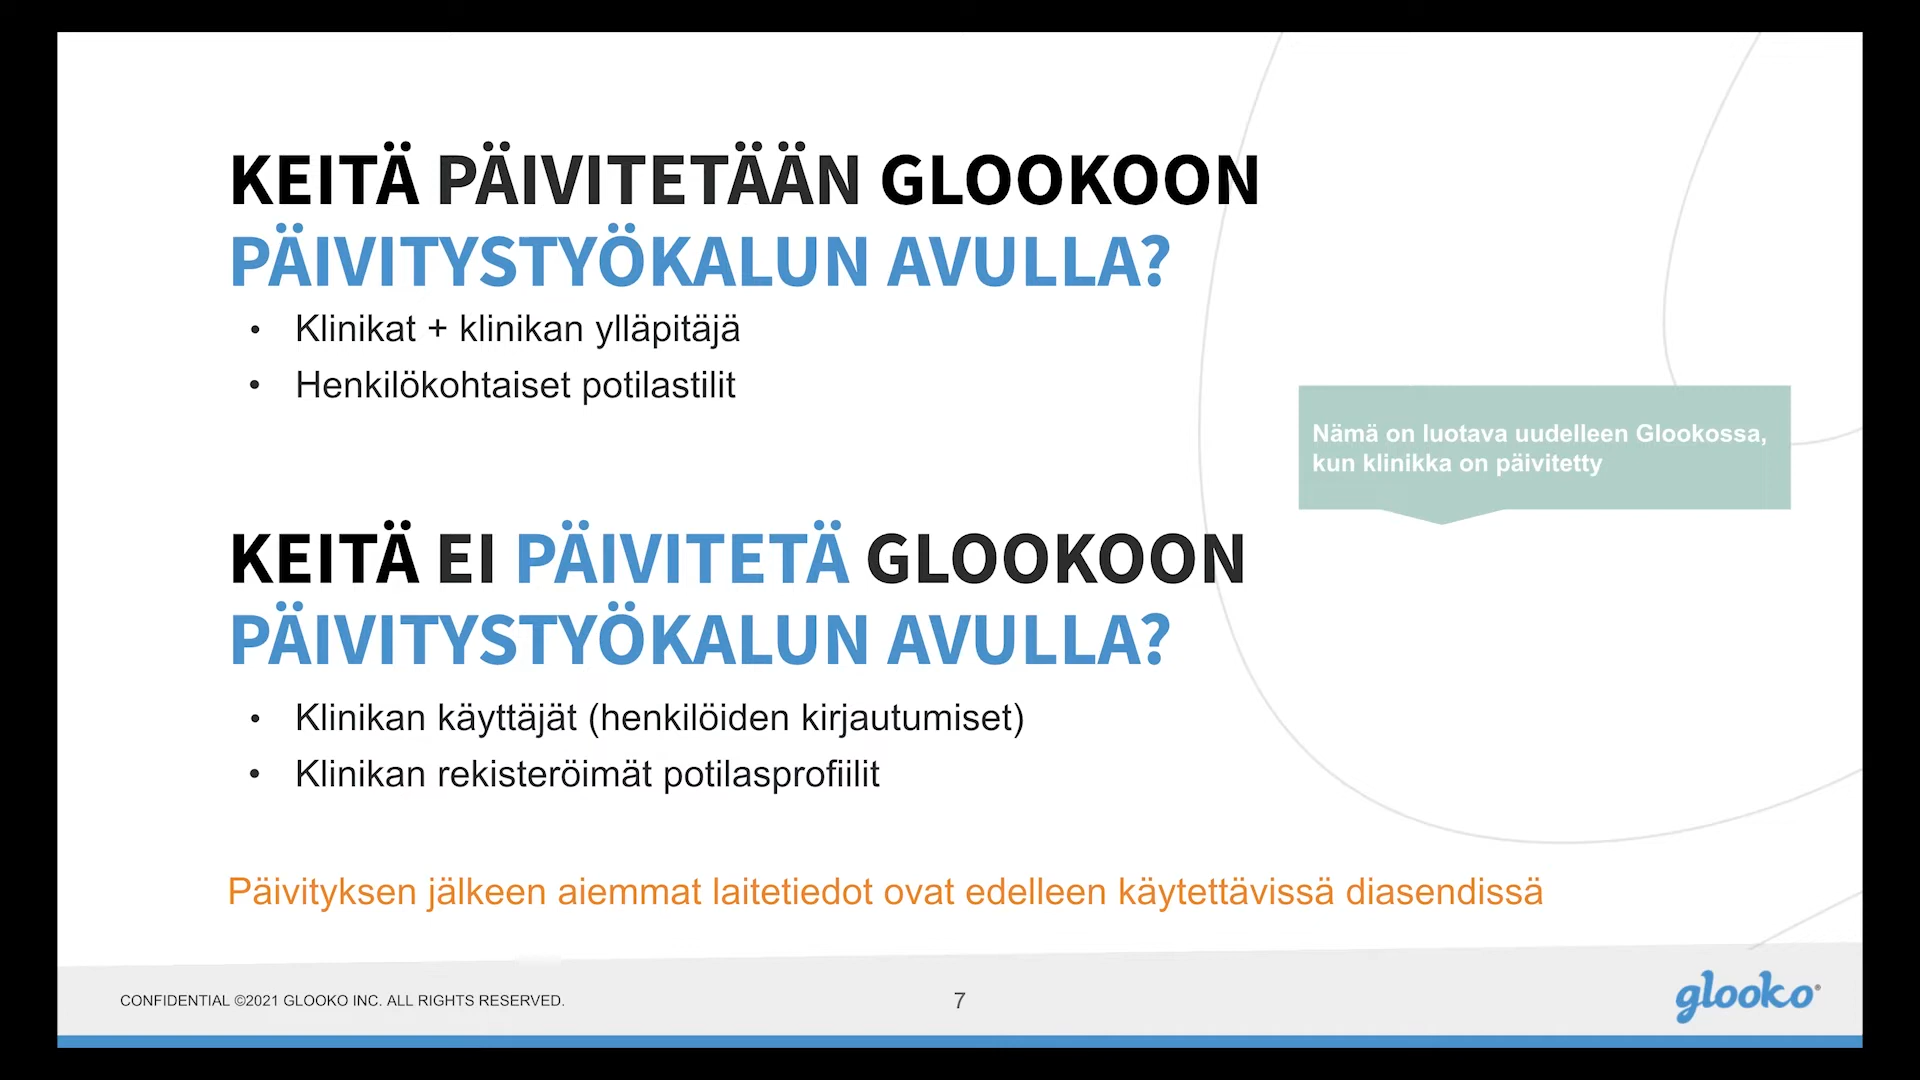 KEITÄ PÄIVITETÄÄN GLOOKOON
PÄIVITYSTYÖKALUN AVULLA?
• Klinikat + klinikan ylläpitäjä
• Henkilökohtaiset potilastilit
Nämä on luotava uudelleen Glookossa,
kun klinikka on päivitetty
KEITÄ EI PÄIVITETÄ GLOOKOON
PÄIVITYSTYÖKALUN AVULLA?
• Klinikan käyttäjät (henkilöiden kirjautumiset)
• Klinikan rekisteröimät potilasprofiilit
Päivityksen jälkeen aiemmat laitetiedot ovat edelleen käytettävissä diasendissä
CONFIDENTIAL ©2021 GLOOKO INC. ALL RIGHTS RESERVED.
7
glooko®